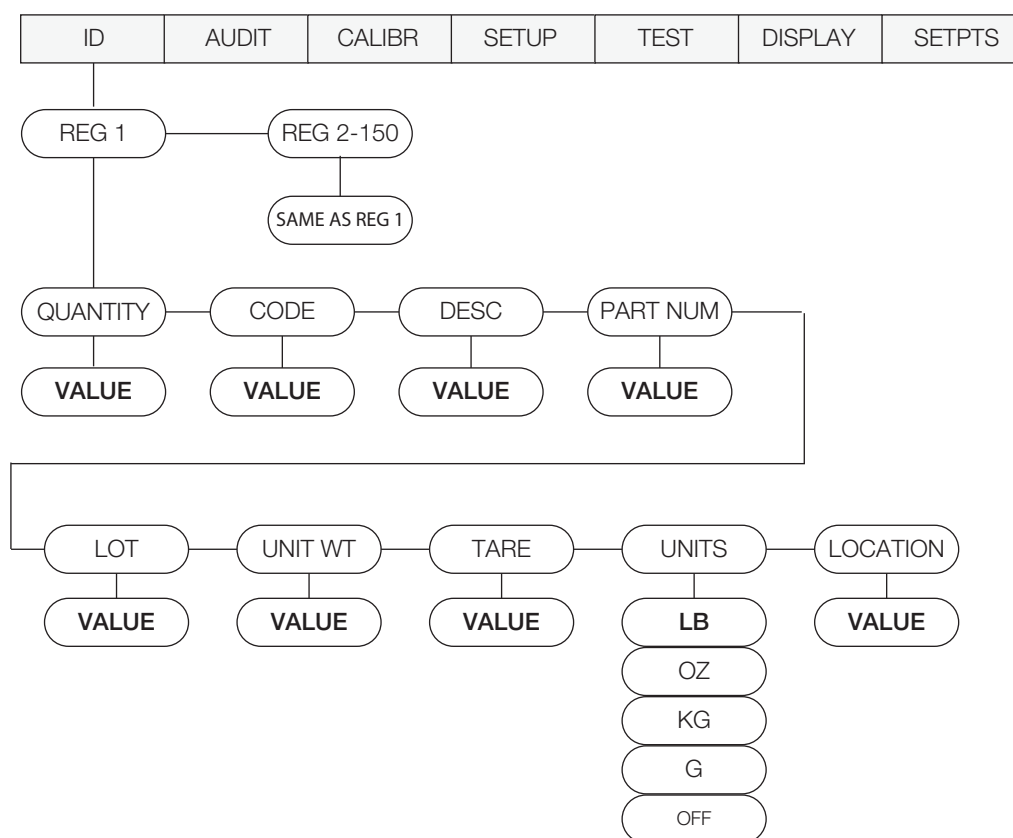 ID AUDIT CALIBR SETUP TEST DISPLAY SETPTS
REG 1 REG 2-150
SAME AS REG 1
QUANTITY CODE DESC PART NUM
VALUE VALUE VALUE VALUE
LOT UNIT WT TARE UNITS LOCATION
VALUE VALUE VALUE LB VALUE
OZ
KG
G
OFF